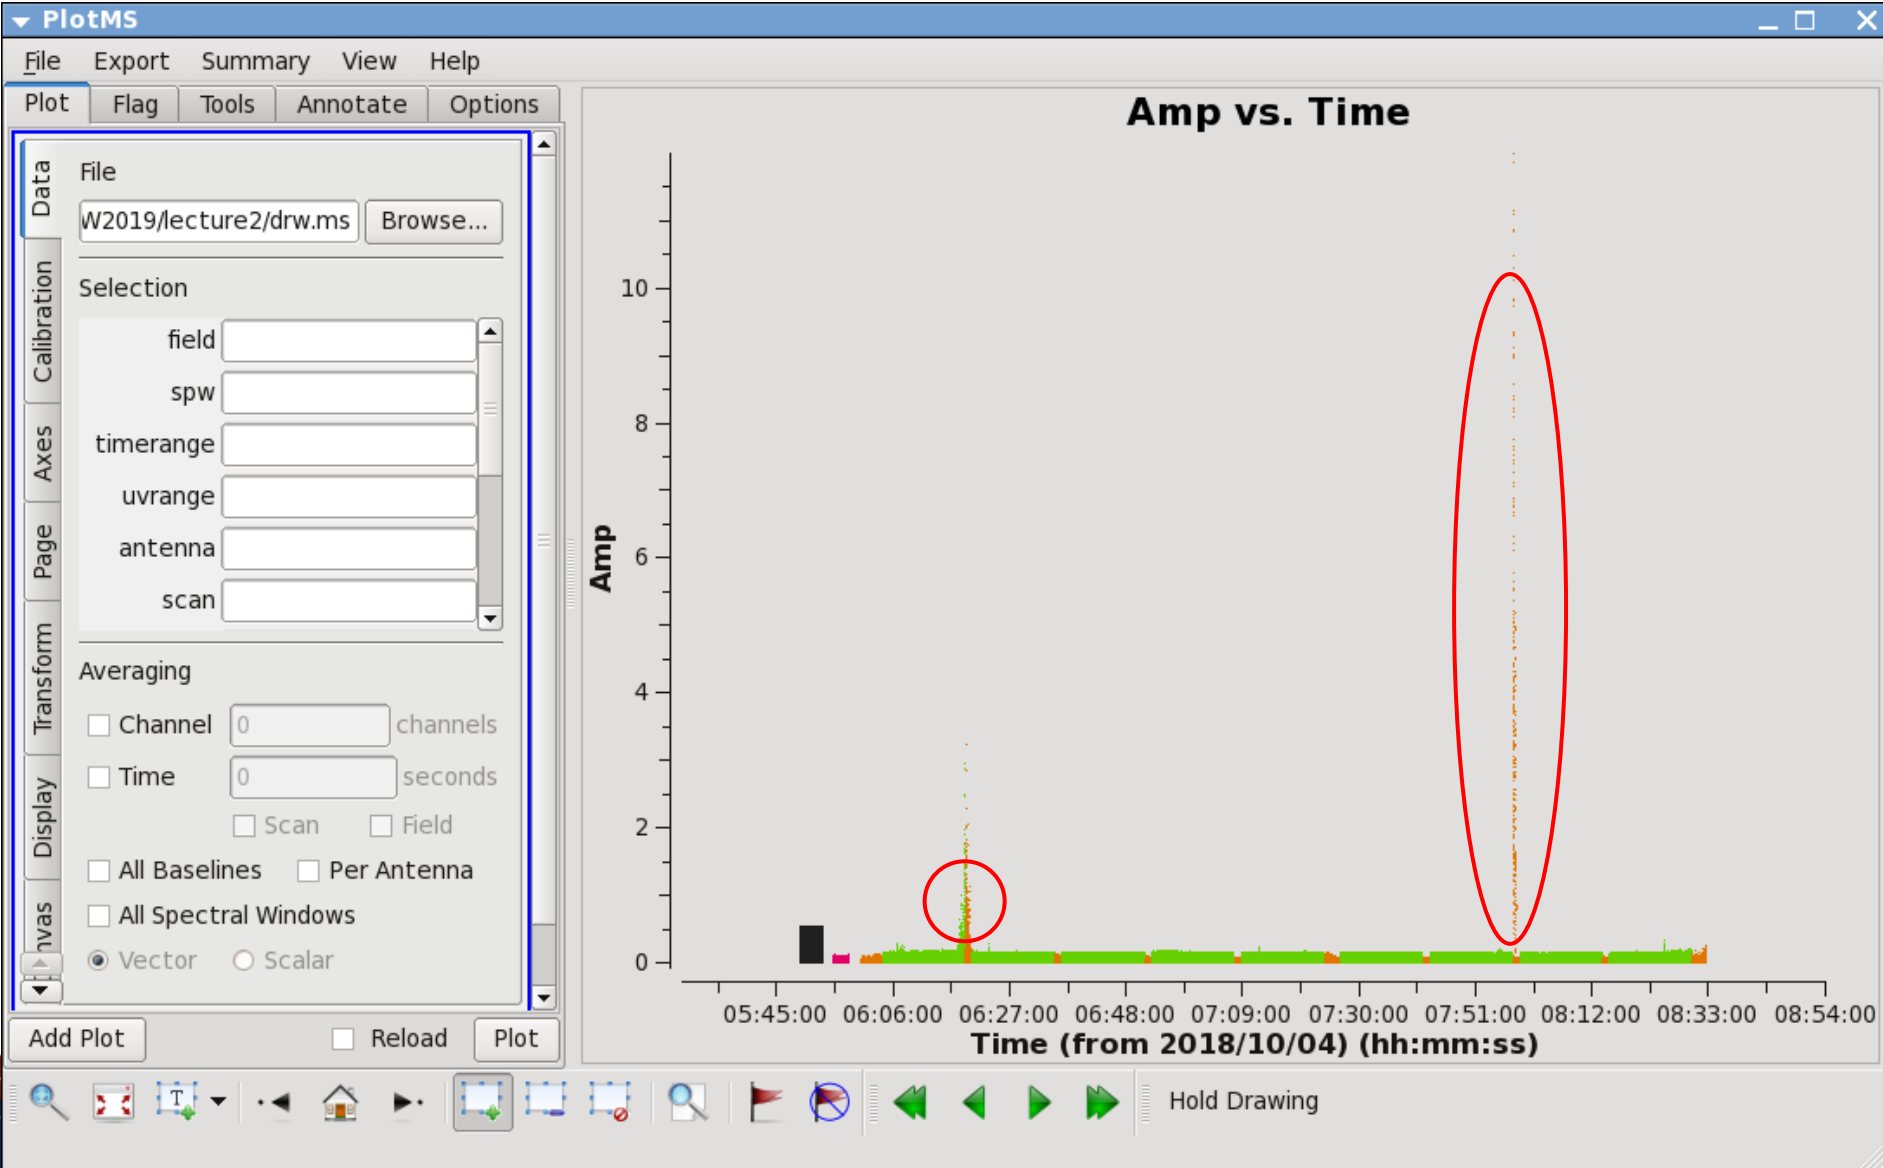 PlotMS
File Export Summary View Help
Plot Flag Tools Annotate Options
Data
Calibration
Axes
Page
Transform
Display
nvas
File
W2019/lecture2/drw.ms Browse...
Selection
field
spw
timerange
uvrange
antenna
scan
Averaging
Channel 0 channels
Time 0 seconds
Scan Field
All Baselines Per Antenna
All Spectral Windows
Vector Scalar
Add Plot Reload Plot
Amp vs. Time
Amp
10
8
6
4
2
0
05:45:00 06:06:00 06:27:00 06:48:00 07:09:00 07:30:00 07:51:00 08:12:00 08:33:00 08:54:00
Time (from 2018/10/04) (hh:mm:ss)
T
Hold Drawing